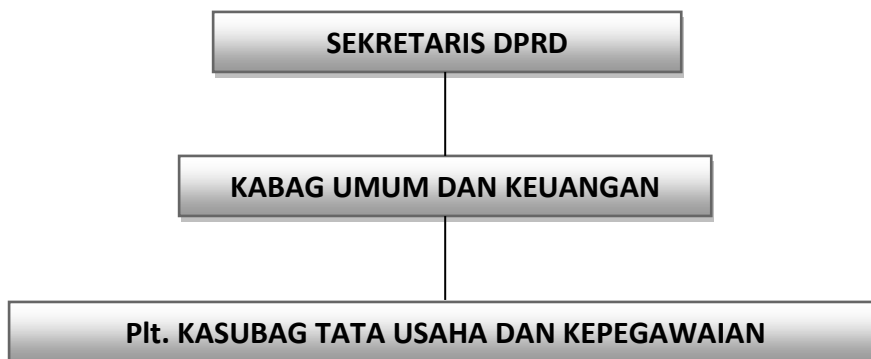 SEKRETARIS DPRD
KABAG UMUM DAN KEUANGAN
Plt. KASUBAG TATA USAHA DAN KEPEGAWAIAN